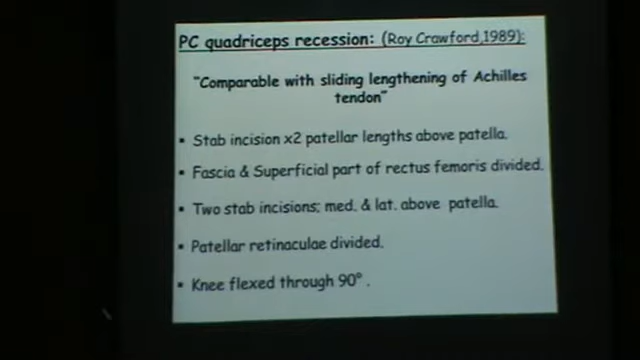 PC quadriceps recession: (Roy Crawford,1989):
"Comparable with sliding lengthening of Achilles
tendon"
▪ Stab incision x2 patellar lengths above patella.
▪ Fascia & Superficial part of rectus femoris divided.
▪ Two stab incisions; med. & lat. above patella.
▪ Patellar retinaculae divided.
▪ Knee flexed through 90° .